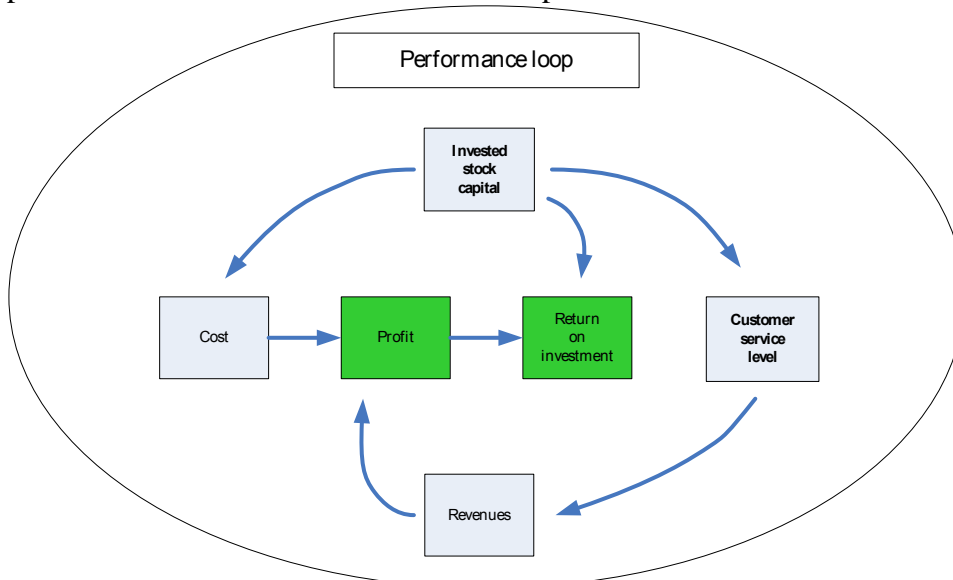 Performance loop
Invested
stock
capital
Cost
Profit
Return
on
investment
Customer
service
level
Revenues